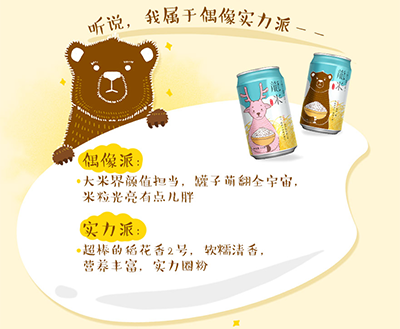 听说，我属于偶像实力派——
偶像派：
·大米界颜值担当，罐子萌翻全宇宙，
米粒光亮有点儿胖
实力派：
·超棒的稻花香2号，软糯清香，
营养丰富，实力圈粉